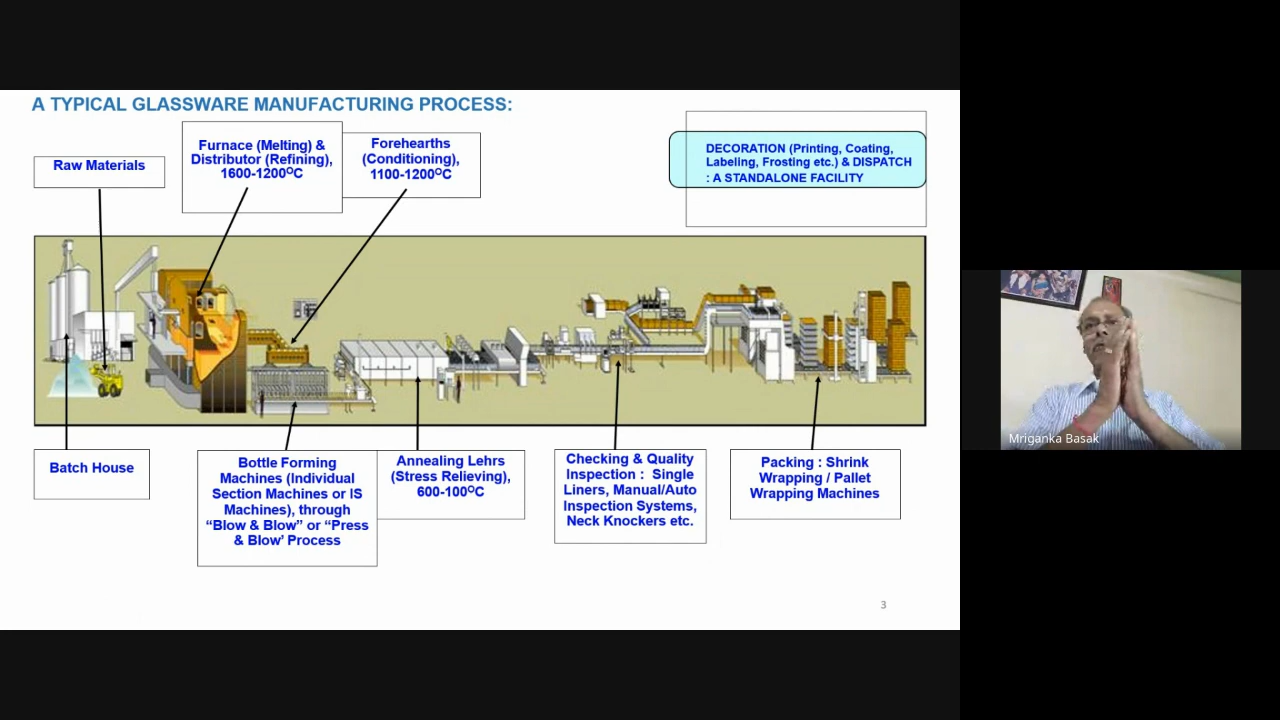 A TYPICAL GLASSWARE MANUFACTURING PROCESS:
Raw Materials
Furnace (Melting) &
Distributor (Refining),
1600-1200⁰C
Forehearths
(Conditioning),
1100-1200⁰C
DECORATION (Printing, Coating,
Labeling, Frosting etc.) & DISPATCH
: A STANDALONE FACILITY
Batch House
Bottle Forming
Machines (Individual
Section Machines or IS
Machines), through
“Blow & Blow” or “Press
& Blow’ Process
Annealing Lehrs
(Stress Relieving),
600-100⁰C
Checking & Quality
Inspection : Single
Liners, Manual/Auto
Inspection Systems,
Neck Knockers etc.
Packing : Shrink
Wrapping / Pallet
Wrapping Machines
3
Mriganka Basak